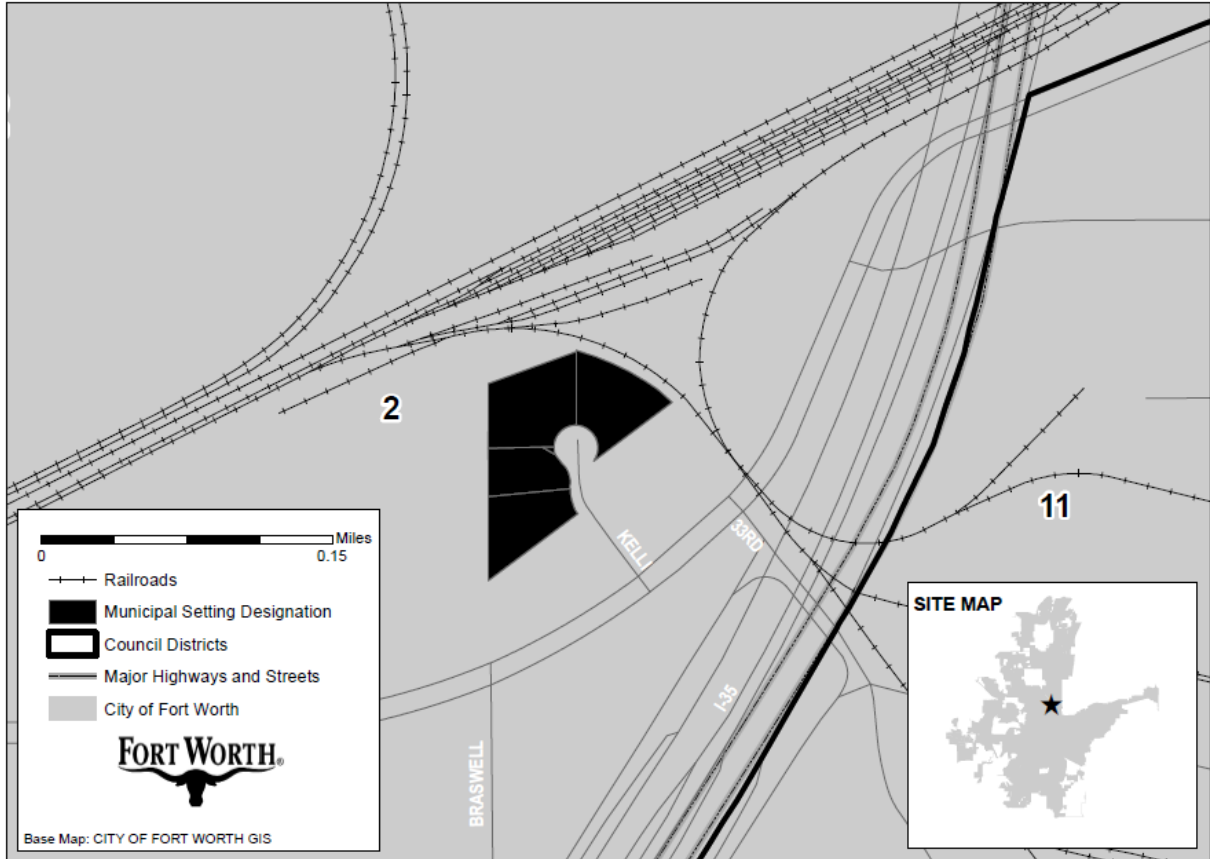 2
11
KELLI
33RD
I-35
BRASWELL
Miles
0 0.15
Railroads
Municipal Setting Designation
Council Districts
Major Highways and Streets
City of Fort Worth
FORT WORTH®
Base Map: CITY OF FORT WORTH GIS
SITE MAP